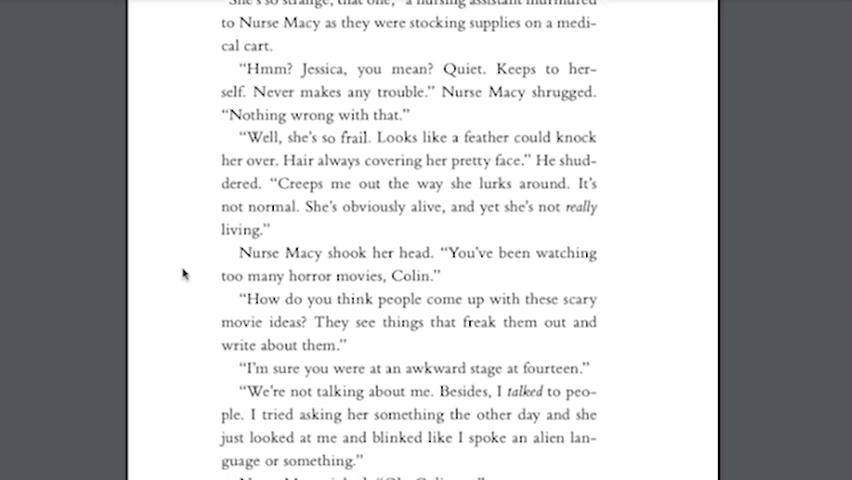 "She's so strange, that one," a nursing assistant murmured
to Nurse Macy as they were stocking supplies on a medi-
cal cart.
"Hmm? Jessica, you mean? Quiet. Keeps to her-
self. Never makes any trouble." Nurse Macy shrugged.
"Nothing wrong with that."
"Well, she's so frail. Looks like a feather could knock
her over. Hair always covering her pretty face." He shud-
dered. "Creeps me out the way she lurks around. It's
not normal. She's obviously alive, and yet she's not really
living."
Nurse Macy shook her head. "You've been watching
too many horror movies, Colin."
"How do you think people come up with these scary
movie ideas? They see things that freak them out and
write about them."
"I'm sure you were at an awkward stage at fourteen."
"We're not talking about me. Besides, I talked to peo-
ple. I tried asking her something the other day and she
just looked at me and blinked like I spoke an alien lan-
guage or something."